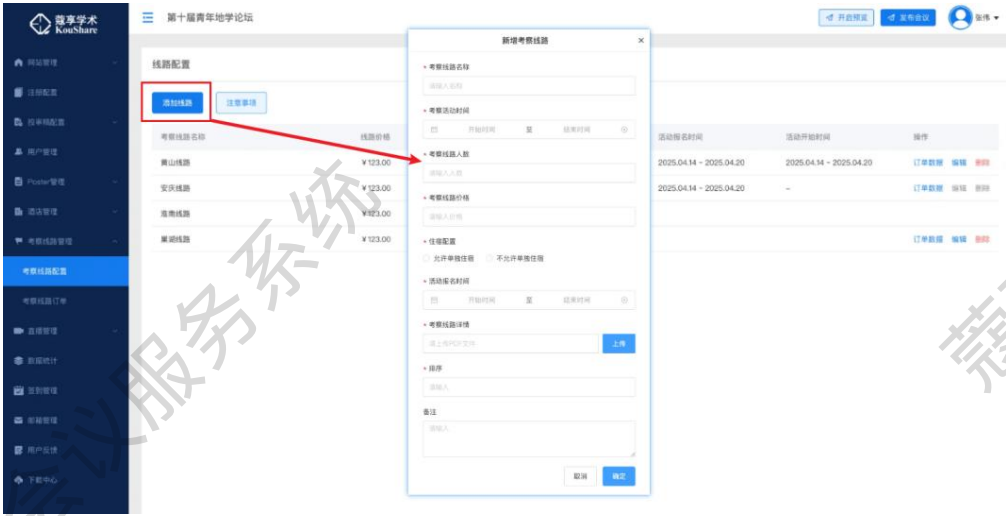 蔻享学术
KouShare
第十届青年地学论坛
开启预览
发布会议
张伟
网站管理
注册配置
投审稿配置
用户管理
Poster管理
酒店管理
考察线路管理
考察线路配置
考察线路订单
直播管理
数据统计
签到管理
邮箱管理
用户反馈
下载中心
线路配置
添加线路
注意事项
考察线路名称 线路价格 活动报名时间 活动开始时间 操作
黄山线路 ¥123.00 2025.04.14 ~ 2025.04.20 2025.04.14 ~ 2025.04.20 订单数据 编辑 删除
安庆线路 ¥123.00 2025.04.14 ~ 2025.04.20 – 订单数据 编辑 删除
淮南线路 ¥123.00
巢湖线路 ¥123.00 订单数据 编辑 删除
新增考察线路
* 考察线路名称
请输入名称
* 考察活动时间
开始时间 至 结束时间
* 考察线路人数
请输入人数
* 考察线路价格
请输入价格
* 住宿配置
允许单独住宿 不允许单独住宿
* 活动报名时间
开始时间 至 结束时间
* 考察线路详情
请上传PDF文件 上传
* 排序
请输入
备注
请输入
取消 确定
会议服务系统
蔻